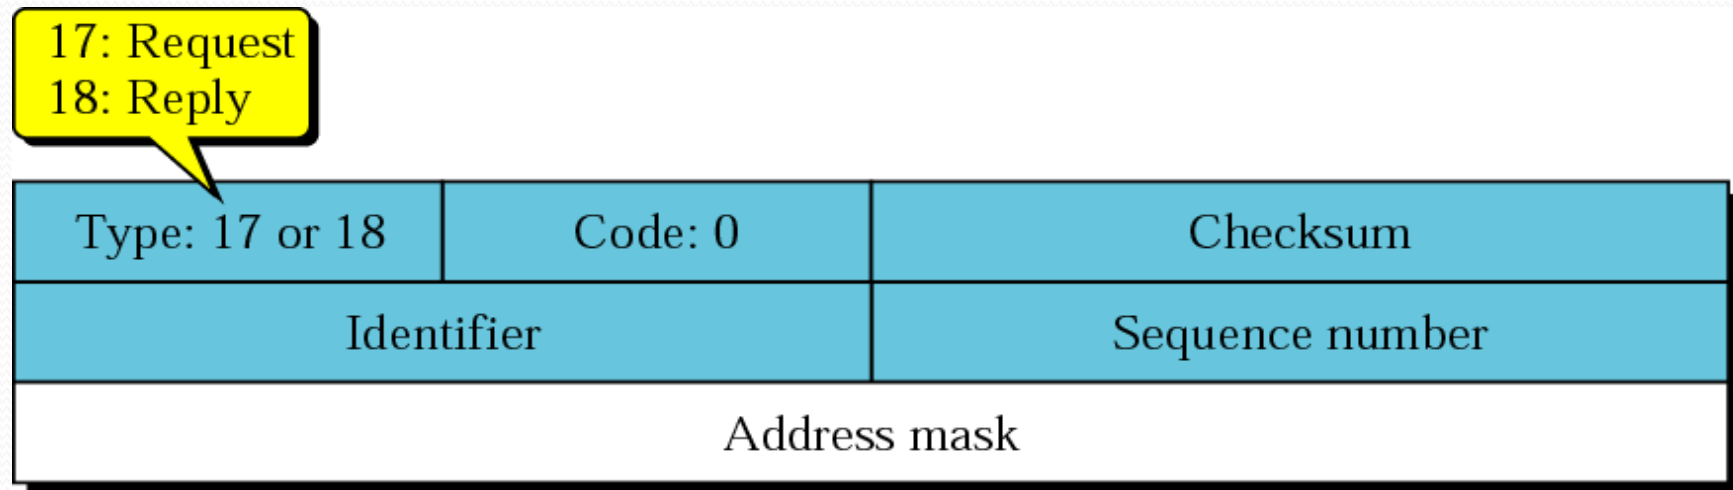 17: Request
18: Reply
Type: 17 or 18
Code: 0
Checksum
Identifier
Sequence number
Address mask